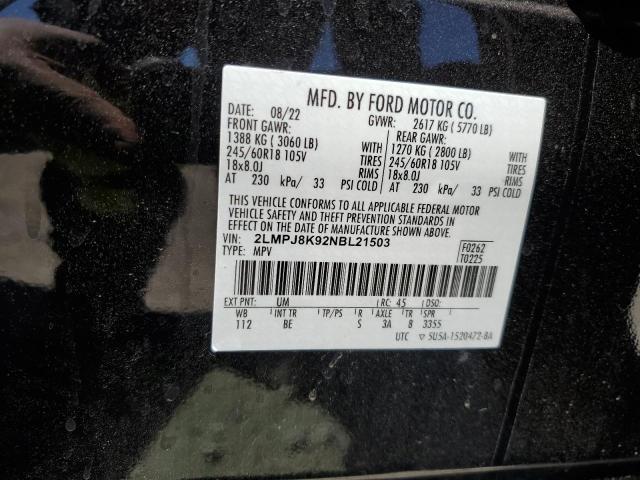 MFD. BY FORD MOTOR CO.
DATE: 08/22 GVWR: 2617 KG ( 5770 LB)
FRONT GAWR: REAR GAWR:
1388 KG ( 3060 LB) WITH 1270 KG ( 2800 LB) WITH
245/60R18 105V TIRES 245/60R18 105V TIRES
18x8.0J RIMS 18x8.0J RIMS
AT 230 kPa/ 33 PSI COLD AT 230 kPa/ 33 PSI COLD
THIS VEHICLE CONFORMS TO ALL APPLICABLE FEDERAL MOTOR
VEHICLE SAFETY AND THEFT PREVENTION STANDARDS IN
EFFECT ON THE DATE OF MANUFACTURE SHOWN ABOVE.
VIN: 2LMPJ8K92NBL21503 F0262
TYPE: MPV T0225
EXT PNT: UM RC: 45 DSO:
WB INT TR TP/PS R AXLE TR SPR
112 BE S 3A 8 3355
UTC ▽ 5U5A-1520472-BA